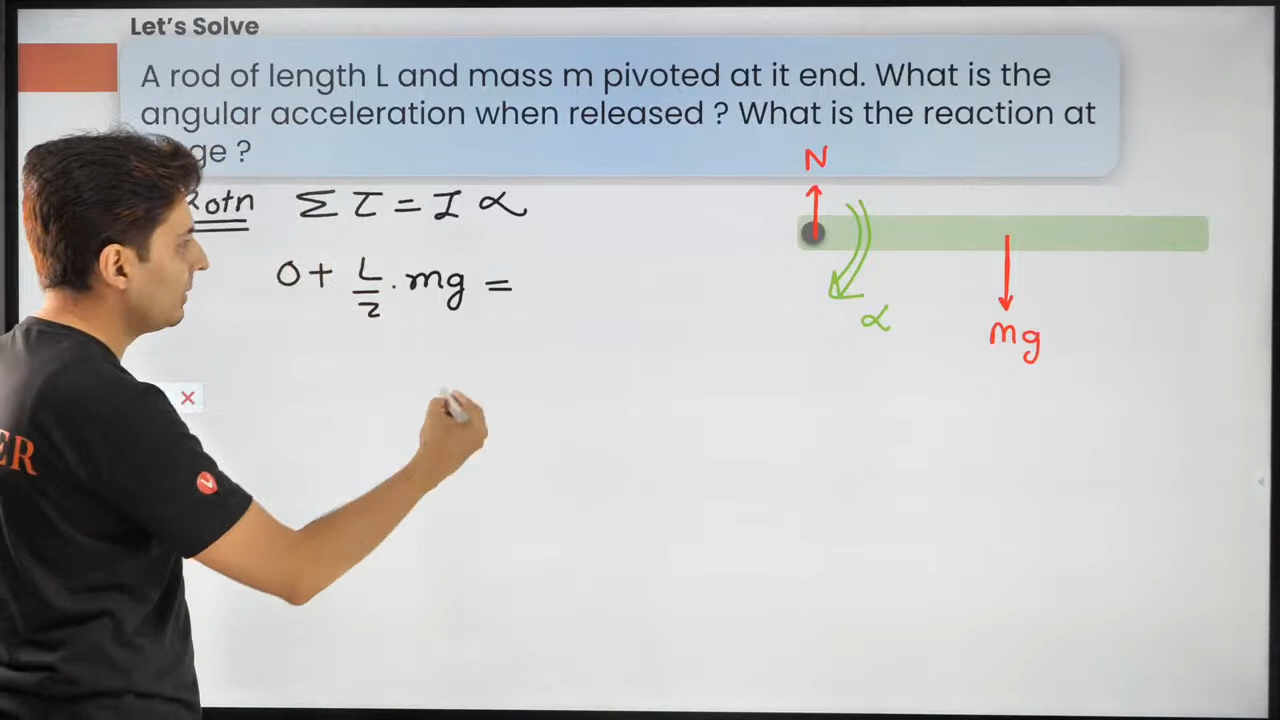 Let's Solve
A rod of length L and mass m pivoted at it end. What is the
angular acceleration when released ? What is the reaction at
ge ?
N
Rotn Σ τ = I α
0 + L/2 . mg =
α
mg
ER